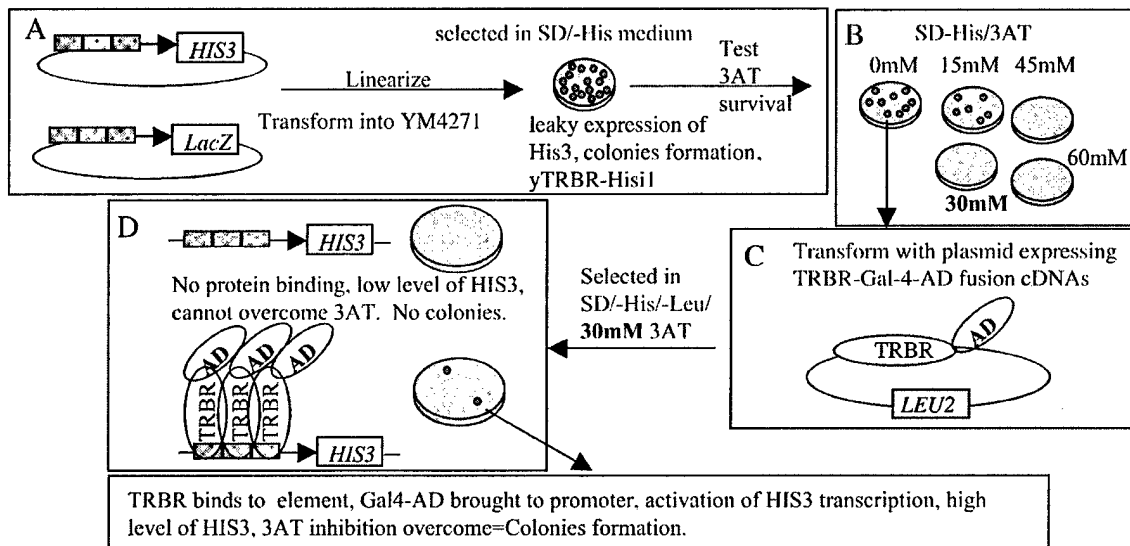 A
HIS3
LacZ
Linearize
Transform into YM4271
selected in SD/-His medium
leaky expression of
His3, colonies formation,
yTRBR-Hisi1
Test
3AT
survival
B
SD-His/3AT
0mM 15mM 45mM
60mM
30mM
C
Transform with plasmid expressing
TRBR-Gal-4-AD fusion cDNAs
AD
TRBR
LEU2
Selected in
SD/-His/-Leu/
30mM 3AT
D
HIS3
No protein binding, low level of HIS3,
cannot overcome 3AT. No colonies.
AD AD AD
TRBR TRBR TRBR
HIS3
TRBR binds to element, Gal4-AD brought to promoter, activation of HIS3 transcription, high
level of HIS3, 3AT inhibition overcome=Colonies formation.